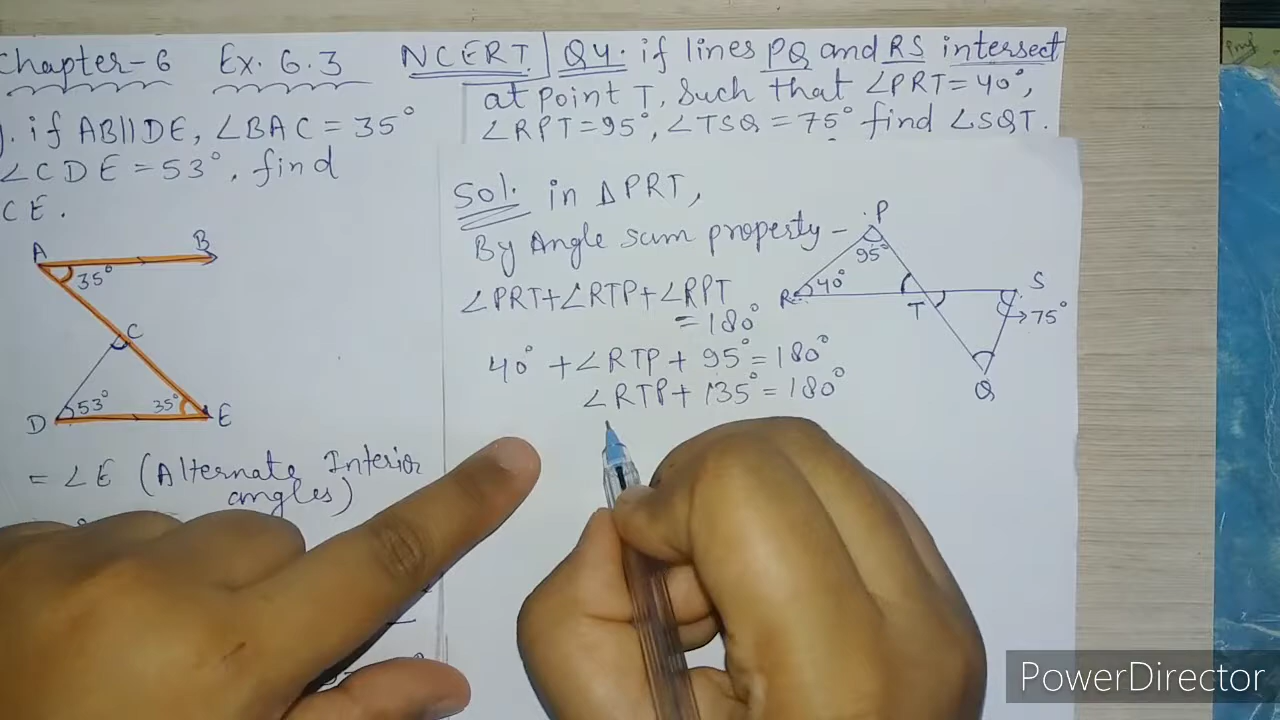 Chapter-6 Ex. 6.3 NCERT
). if AB||DE, ∠BAC = 35°
∠CDE = 53°, find
CE.
A B
35°
C
D 53° 35° E
= ∠E (Alternate Interior
angles)
Q4. if lines PQ and RS intersect
at point T, such that ∠PRT = 40°,
∠RPT = 95°, ∠TSQ = 75° find ∠SQT.
Sol. in ΔPRT,
By Angle sum property -
∠PRT + ∠RTP + ∠RPT
= 180°
40° + ∠RTP + 95° = 180°
∠RTP + 135° = 180°
P
95°
R 40° T S
75°
Q
PowerDirector